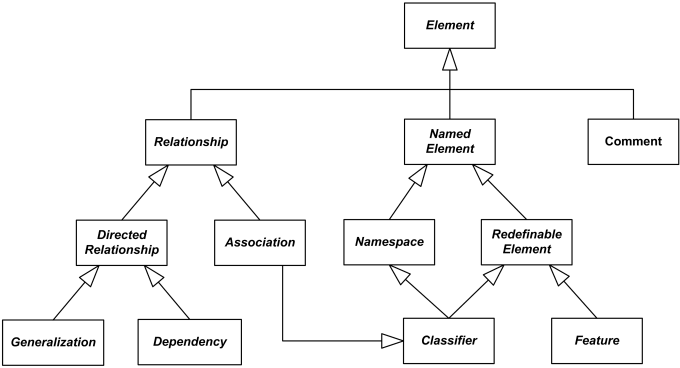 Element
Relationship
Named
Element
Comment
Directed
Relationship
Association
Namespace
Redefinable
Element
Generalization
Dependency
Classifier
Feature